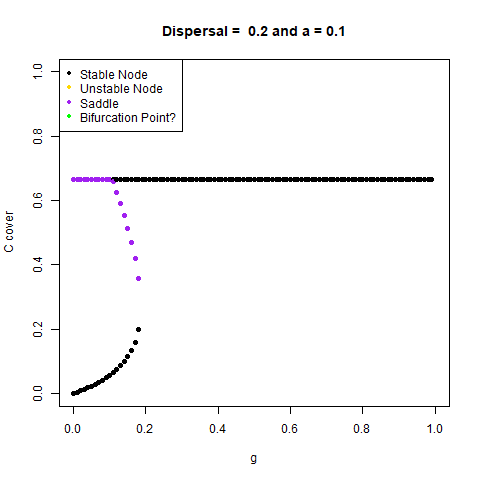 Dispersal =  0.2 and a = 0.1
Stable Node
Unstable Node
Saddle
Bifurcation Point?
C cover
1.0
0.8
0.6
0.4
0.2
0.0
0.0 0.2 0.4 0.6 0.8 1.0
g